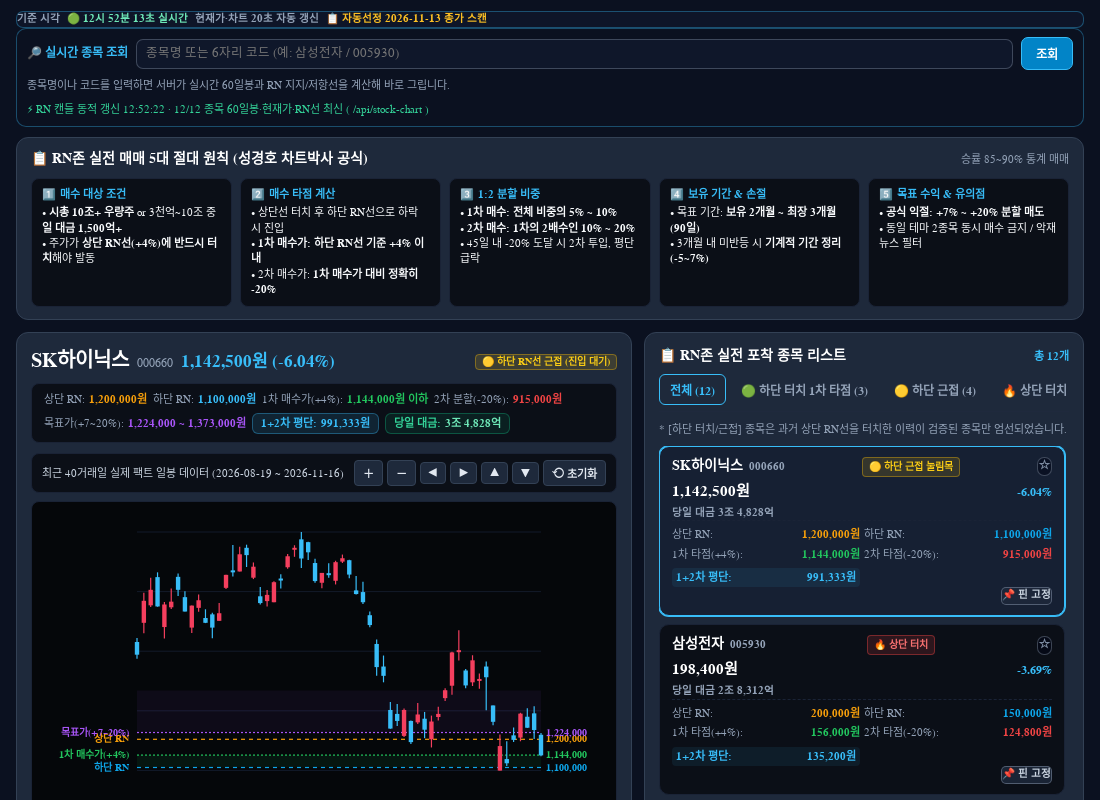 기준 시각 🟢 12시 52분 13초 실시간 현재가·차트 20초 자동 갱신 📋 자동선정 2026-11-13 종가 스캔
🔎 실시간 종목 조회 종목명 또는 6자리 코드 (예: 삼성전자 / 005930) 조회
종목명이나 코드를 입력하면 서버가 실시간 60일봉과 RN 지지/저항선을 계산해 바로 그립니다.
⚡ RN 캔들 동적 갱신 12:52:22 · 12/12 종목 60일봉·현재가·RN선 최신 ( /api/stock-chart )
📋 RN존 실전 매매 5대 절대 원칙 (성경호 차트박사 공식)
승률 85~90% 통계 매매
1️⃣ 매수 대상 조건
• 시총 10조+ 우량주 or 3천억~10조 중
일 대금 1,500억+
• 주가가 상단 RN선(+4%)에 반드시 터
치해야 발동
2️⃣ 매수 타점 계산
• 상단선 터치 후 하단 RN선으로 하락
시 진입
• 1차 매수가: 하단 RN선 기준 +4% 이
내
• 2차 매수가: 1차 매수가 대비 정확히
-20%
3️⃣ 1:2 분할 비중
• 1차 매수: 전체 비중의 5% ~ 10%
• 2차 매수: 1차의 2배수인 10% ~ 20%
• 45일 내 -20% 도달 시 2차 투입, 평단
급락
4️⃣ 보유 기간 & 손절
• 목표 기간: 보유 2개월 ~ 최장 3개월
(90일)
• 3개월 내 미반등 시 기계적 기간 정리
(-5~7%)
5️⃣ 목표 수익 & 유의점
• 공식 익절: +7% ~ +20% 분할 매도
• 동일 테마 2종목 동시 매수 금지 / 악재
뉴스 필터
SK하이닉스 000660 1,142,500원 (-6.04%) 🟡 하단 RN선 근접 (진입 대기)
상단 RN: 1,200,000원 하단 RN: 1,100,000원 1차 매수가(+4%): 1,144,000원 이하 2차 분할(-20%): 915,000원
목표가(+7~20%): 1,224,000 ~ 1,373,000원 1+2차 평단: 991,333원 당일 대금: 3조 4,828억
최근 40거래일 실제 팩트 일봉 데이터 (2026-08-19 ~ 2026-11-16) + − ◀ ▶ ▲ ▼ ⟲ 초기화
목표가(+7~20%) 1,224,000
상단 RN 1,200,000
1차 매수가(+4%) 1,144,000
하단 RN 1,100,000
📋 RN존 실전 포착 종목 리스트 총 12개
전체 (12) 🟢 하단 터치 1차 타점 (3) 🟡 하단 근접 (4) 🔥 상단 터치
* [하단 터치/근접] 종목은 과거 상단 RN선을 터치한 이력이 검증된 종목만 엄선되었습니다.
SK하이닉스 000660 🟡 하단 근접 눌림목 ☆
1,142,500원 -6.04%
당일 대금 3조 4,828억
상단 RN: 1,200,000원 하단 RN: 1,100,000원
1차 타점(+4%): 1,144,000원 2차 타점(-20%): 915,000원
1+2차 평단: 991,333원
📌 핀 고정
삼성전자 005930 🔥 상단 터치 ☆
198,400원 -3.69%
당일 대금 2조 8,312억
상단 RN: 200,000원 하단 RN: 150,000원
1차 타점(+4%): 156,000원 2차 타점(-20%): 124,800원
1+2차 평단: 135,200원
📌 핀 고정